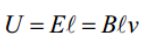 U = Eℓ = Bℓv